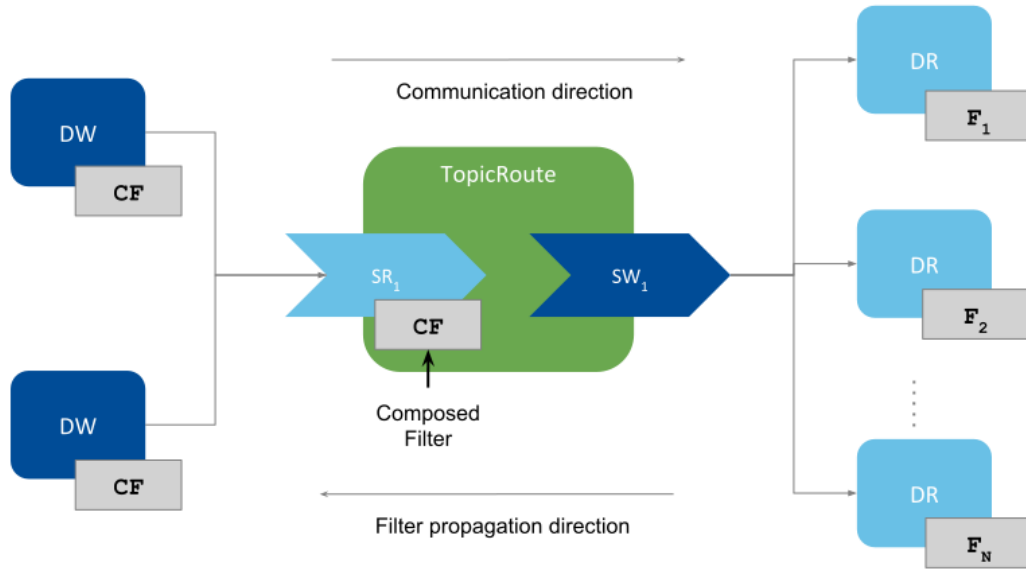 Communication direction
DW
CF
TopicRoute
SR1
CF
SW1
Composed
Filter
DW
CF
Filter propagation direction
DR
F1
DR
F2
DR
FN